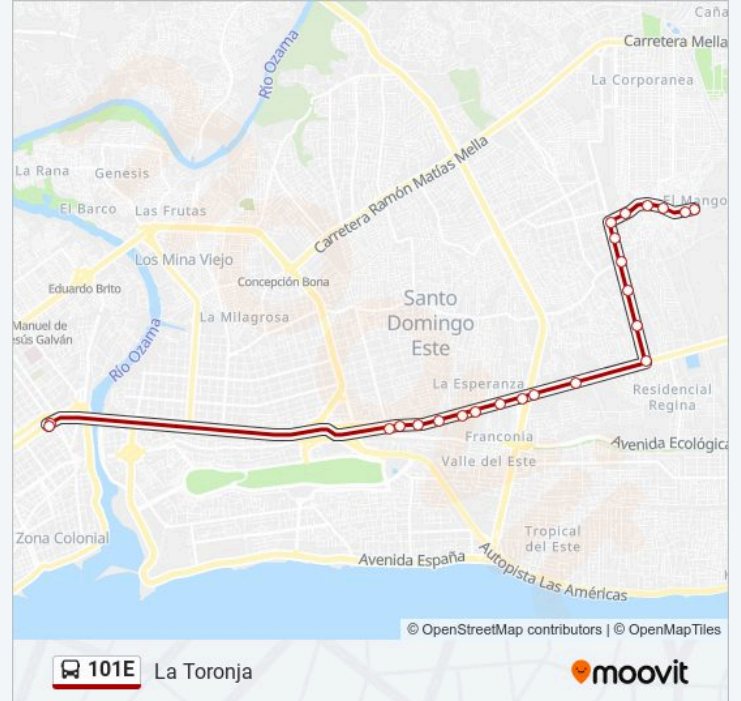 Caña
Carretera Mella
Río Ozama
La Corporanea
La Rana
Genesis
Carretera Ramón Matías Mella
El Mango
El Barco
Las Frutas
Los Mina Viejo
Eduardo Brito
Concepción Bona
Santo
Domingo
Este
La Milagrosa
Manuel de
esús Galván
Río Ozama
La Esperanza
Residencial
Regina
Franconia
Avenida Ecológica
Valle del Este
Zona Colonial
Tropical
del Este
Avenida España
Autopista Las Américas
© OpenStreetMap contributors | © OpenMapTiles
101E La Toronja
moovit